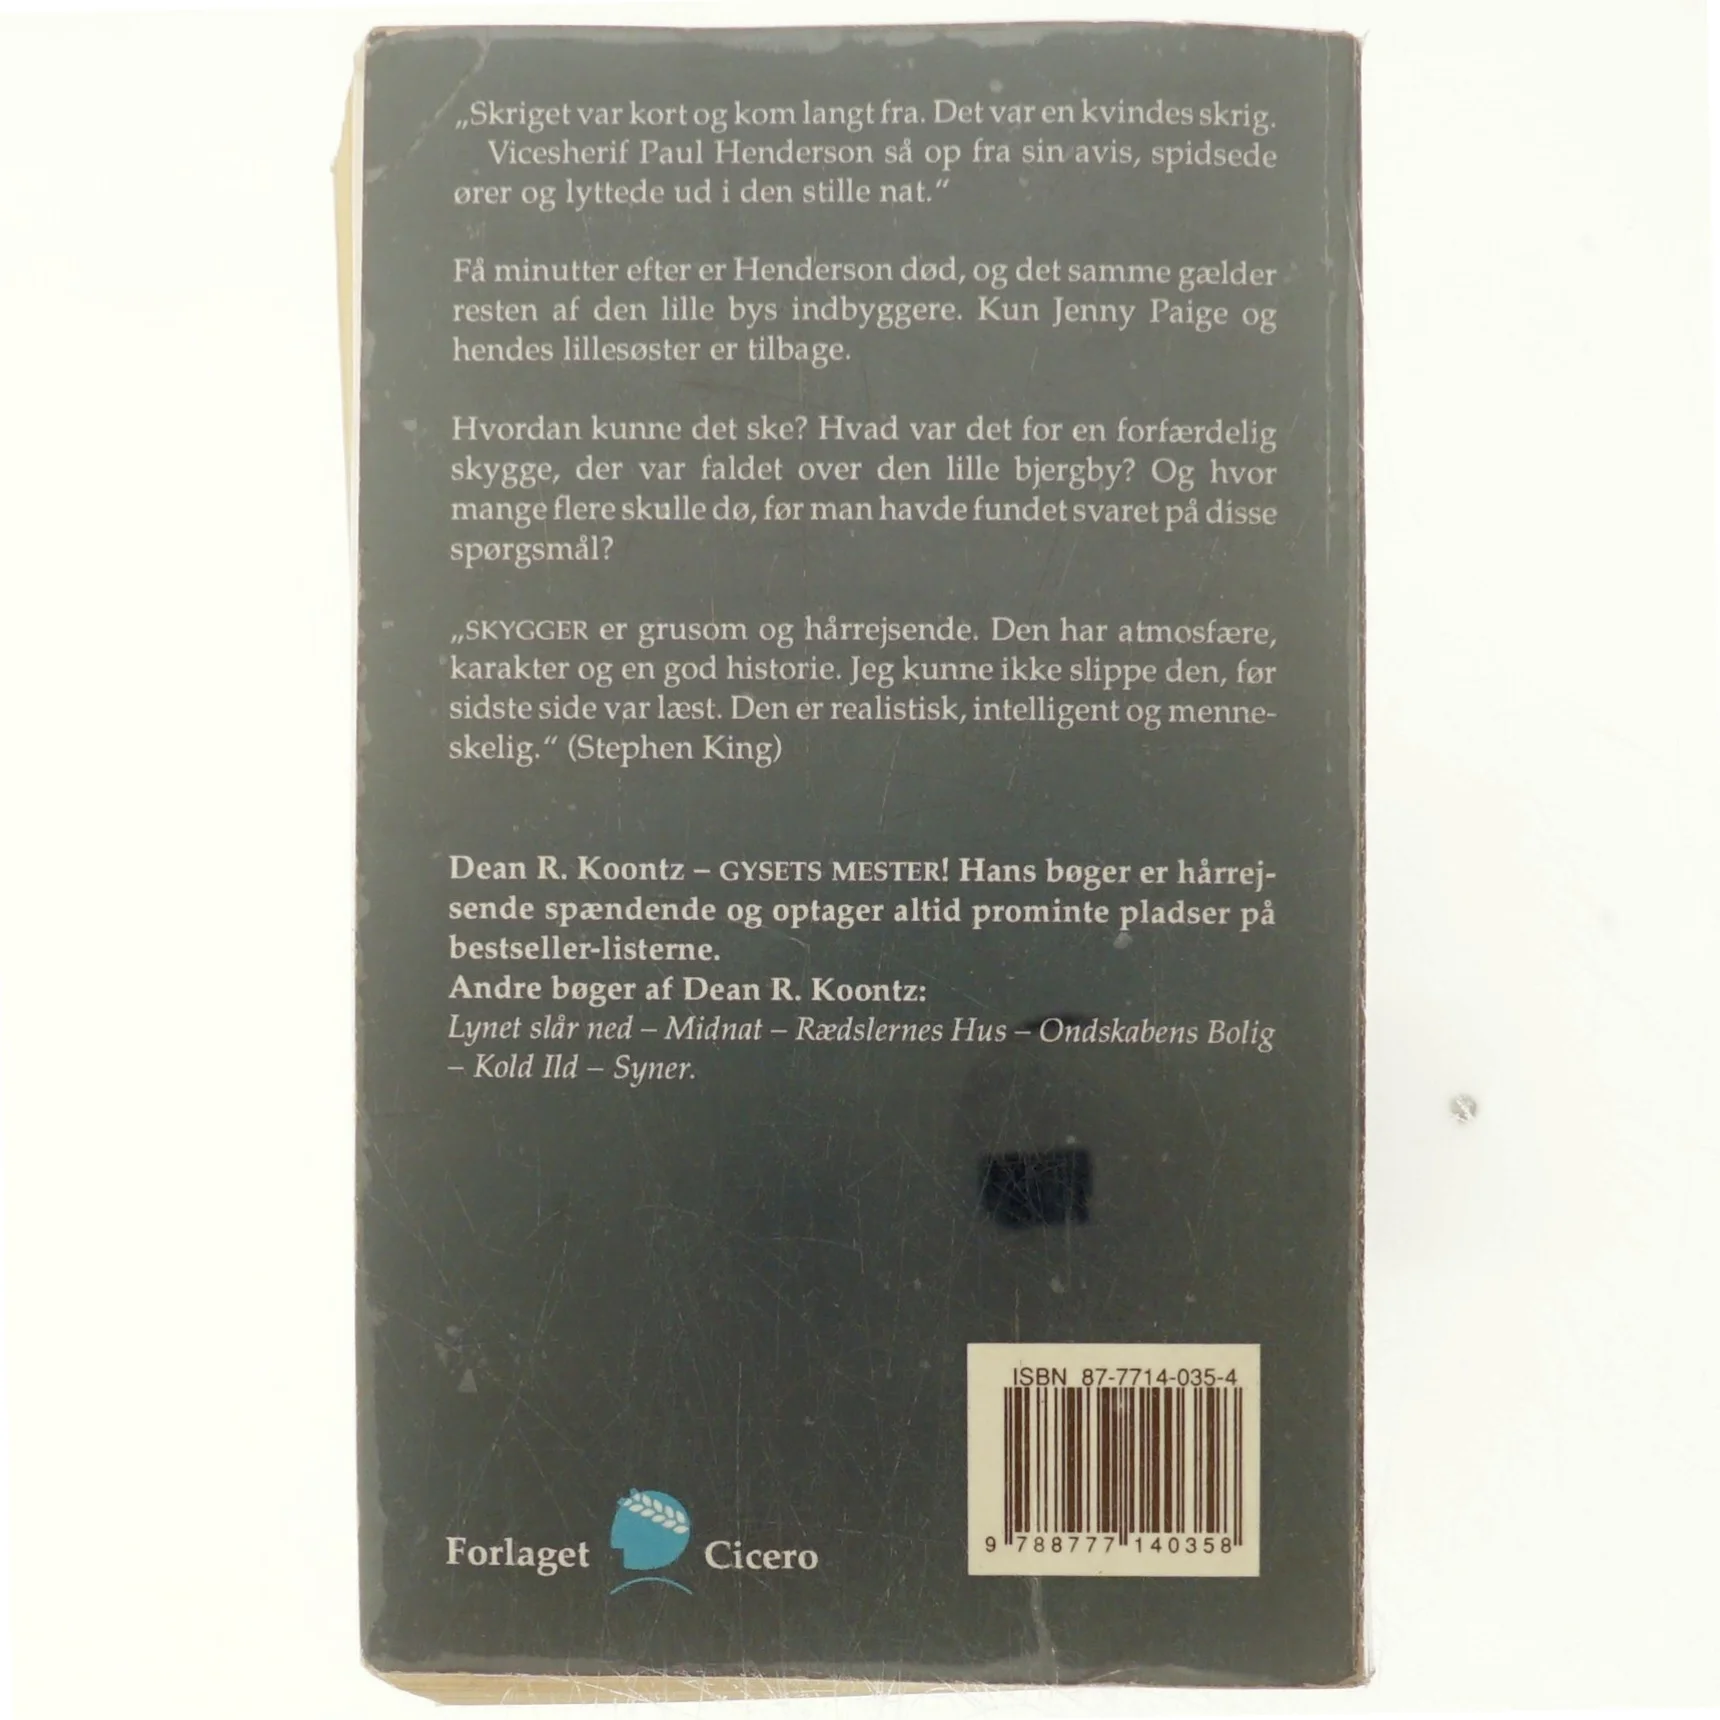 „Skriget var kort og kom langt fra. Det var en kvindes skrig.
Vicesherif Paul Henderson så op fra sin avis, spidsede
ører og lyttede ud i den stille nat.“
Få minutter efter er Henderson død, og det samme gælder
resten af den lille bys indbyggere. Kun Jenny Paige og
hendes lillesøster er tilbage.
Hvordan kunne det ske? Hvad var det for en forfærdelig
skygge, der var faldet over den lille bjergby? Og hvor
mange flere skulle dø, før man havde fundet svaret på disse
spørgsmål?
„SKYGGER er grusom og hårrejsende. Den har atmosfære,
karakter og en god historie. Jeg kunne ikke slippe den, før
sidste side var læst. Den er realistisk, intelligent og menne-
skelig.“ (Stephen King)
Dean R. Koontz – GYSETS MESTER! Hans bøger er hårrej-
sende spændende og optager altid prominte pladser på
bestseller-listerne.
Andre bøger af Dean R. Koontz:
Lynet slår ned – Midnat – Rædslernes Hus – Ondskabens Bolig
– Kold Ild – Syner.
ISBN 87-7714-035-4
9 788777 140358
Forlaget Cicero